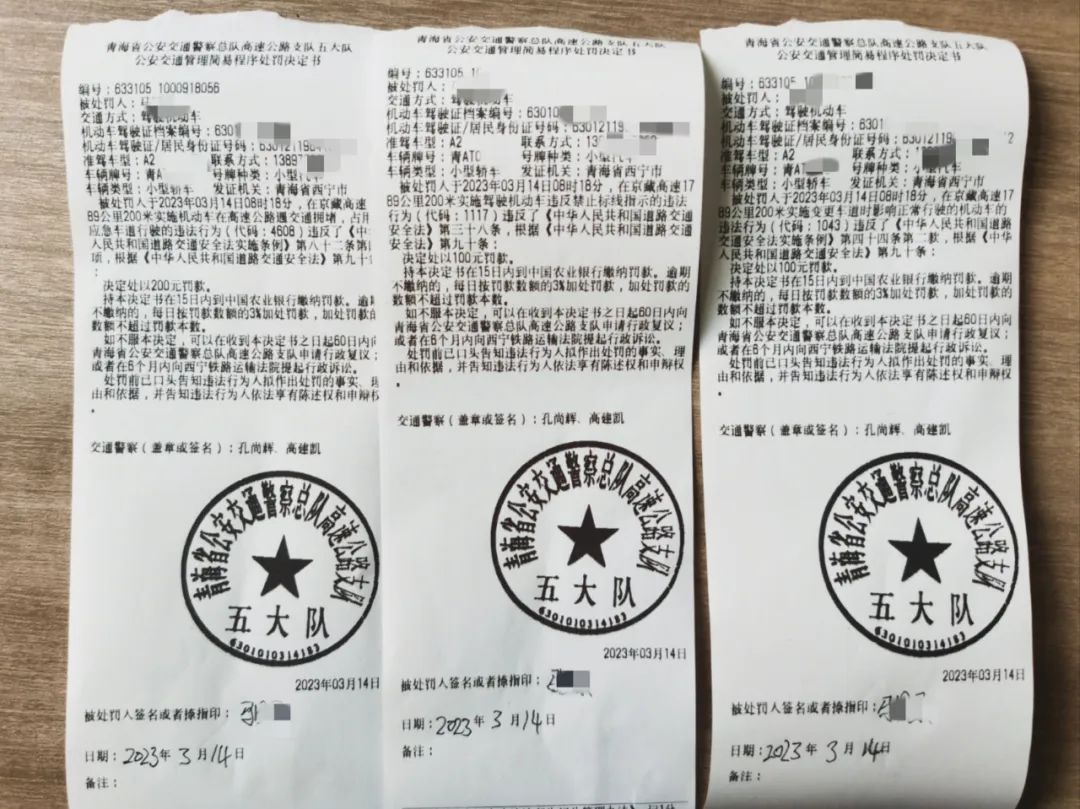 青海省公安交通警察总队高速公路支队五大队
公安交通管理简易程序处罚决定书
编号：633105 1000918056
被处罚人：
交通方式：驾驶机动车
机动车驾驶证档案编号：6301
机动车驾驶证/居民身份证号码：630121196
准驾车型：A2 联系方式：1389
车辆牌号：青A 号牌种类：小型汽车
车辆类型：小型轿车 发证机关：青海省西宁市
被处罚人于2023年03月14日08时18分，在京藏高速17
89公里200米实施机动车在高速公路遇交通拥堵，占用
应急车道行驶的违法行为（代码：4608）违反了《中
人民共和国道路交通安全法实施条例》第八十二条第四
项，根据《中华人民共和国道路交通安全法》第九十
：
决定处以200元罚款。
持本决定书在15日内到中国农业银行缴纳罚款。逾期
不缴纳的，每日按罚款数额的3%加处罚款，加处罚款的
数额不超过罚款本数。
如不服本决定，可以在收到本决定书之日起60日内向
青海省公安交通警察总队高速公路支队申请行政复议；
或者在6个月内向西宁铁路运输法院提起行政诉讼。
处罚前已口头告知违法行为人拟作出处罚的事实、理
由和依据，并告知违法行为人依法享有陈述权和申辩权
。
交通警察（盖章或签名）：孔尚辉、高建凯
青海省公安交通警察总队高速公路支队
五大队
6301010314183
2023年03月14日
被处罚人签名或者捺指印：
日期：2023年3月14日
备注：
青海省公安交通警察总队高速公路支队五大队
公安交通管理简易程序处罚决定书
编号：633105 1
被处罚人：
交通方式：驾驶机动车
机动车驾驶证档案编号：63010
机动车驾驶证/居民身份证号码：63012119
准驾车型：A2 联系方式：13
车辆牌号：青AT0 号牌种类：小型汽车
车辆类型：小型轿车 发证机关：青海省西宁市
被处罚人于2023年03月14日08时18分，在京藏高速17
89公里200米实施驾驶机动车违反禁止标线指示的违法
行为（代码：1117）违反了《中华人民共和国道路交通
安全法》第三十八条，根据《中华人民共和国道路交通
安全法》第九十条：
决定处以100元罚款。
持本决定书在15日内到中国农业银行缴纳罚款。逾期
不缴纳的，每日按罚款数额的3%加处罚款，加处罚款的
数额不超过罚款本数。
如不服本决定，可以在收到本决定书之日起60日内向
青海省公安交通警察总队高速公路支队申请行政复议；
或者在6个月内向西宁铁路运输法院提起行政诉讼。
处罚前已口头告知违法行为人拟作出处罚的事实、理
由和依据，并告知违法行为人依法享有陈述权和申辩权
。
交通警察（盖章或签名）：孔尚辉、高建凯
青海省公安交通警察总队高速公路支队
五大队
6301010314183
2023年03月14日
被处罚人签名或者捺指印：
日期：2023年3月14日
备注：
青海省公安交通警察总队高速公路支队五大队
公安交通管理简易程序处罚决定书
编号：633105 1000
被处罚人：
交通方式：驾驶机动车
机动车驾驶证档案编号：6301
机动车驾驶证/居民身份证号码：63012119 2
准驾车型：A2 联系方式：
车辆牌号：青A 号牌种类：小型汽车
车辆类型：小型轿车 发证机关：青海省西宁市
被处罚人于2023年03月14日08时18分，在京藏高速17
89公里200米实施变更车道时影响正常行驶的机动车的
违法行为（代码：1043）违反了《中华人民共和国道路
交通安全法实施条例》第四十四条第二款，根据《中华
人民共和国道路交通安全法》第九十条：
决定处以100元罚款。
持本决定书在15日内到中国农业银行缴纳罚款。逾期
不缴纳的，每日按罚款数额的3%加处罚款，加处罚款的
数额不超过罚款本数。
如不服本决定，可以在收到本决定书之日起60日内向
青海省公安交通警察总队高速公路支队申请行政复议；
或者在6个月内向西宁铁路运输法院提起行政诉讼。
处罚前已口头告知违法行为人拟作出处罚的事实、理
由和依据，并告知违法行为人依法享有陈述权和申辩权
。
交通警察（盖章或签名）：孔尚辉、高建凯
青海省公安交通警察总队高速公路支队
五大队
6301010314183
2023年03月14日
被处罚人签名或者捺指印：
日期：2023年3月14日
备注：